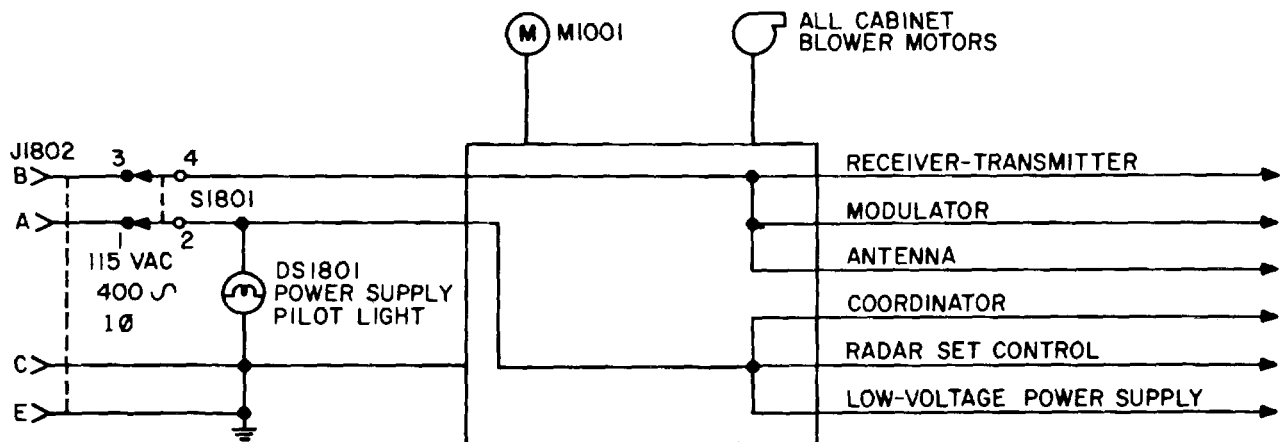 M M1001
ALL CABINET
BLOWER MOTORS
J1802
B 3 4
S1801
A 1 2
115 VAC
400 ∿
1Ø
DS1801
POWER SUPPLY
PILOT LIGHT
C
E
RECEIVER-TRANSMITTER
MODULATOR
ANTENNA
COORDINATOR
RADAR SET CONTROL
LOW-VOLTAGE POWER SUPPLY